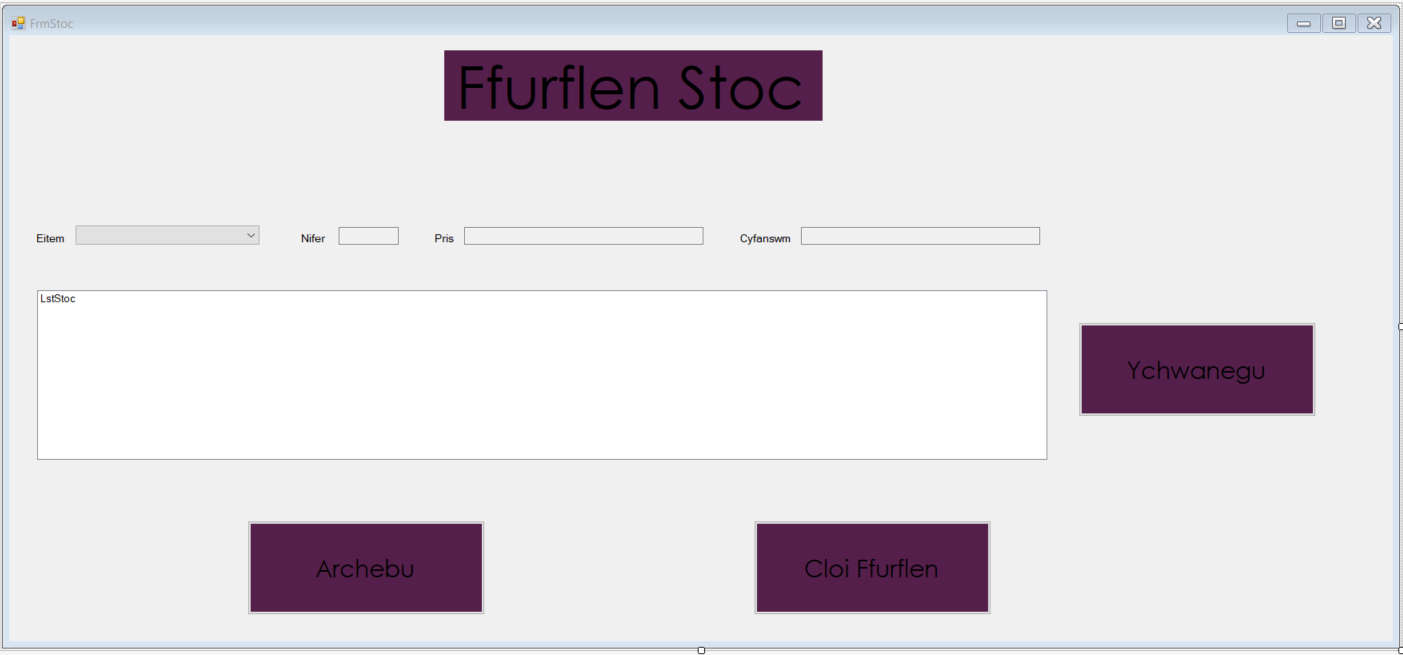 FrmStoc
Ffurflen Stoc
Eitem Nifer Pris Cyfanswm
LstStoc
Ychwanegu
Archebu Cloi Ffurflen